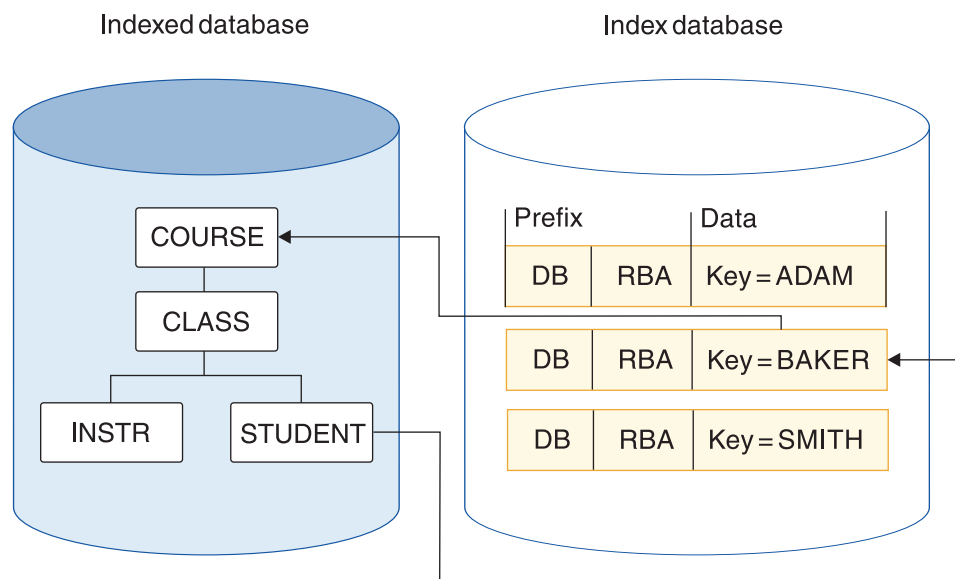 Indexed database
Index database
COURSE
CLASS
INSTR
STUDENT
Prefix
Data
DB
RBA
Key=ADAM
DB
RBA
Key=BAKER
DB
RBA
Key=SMITH